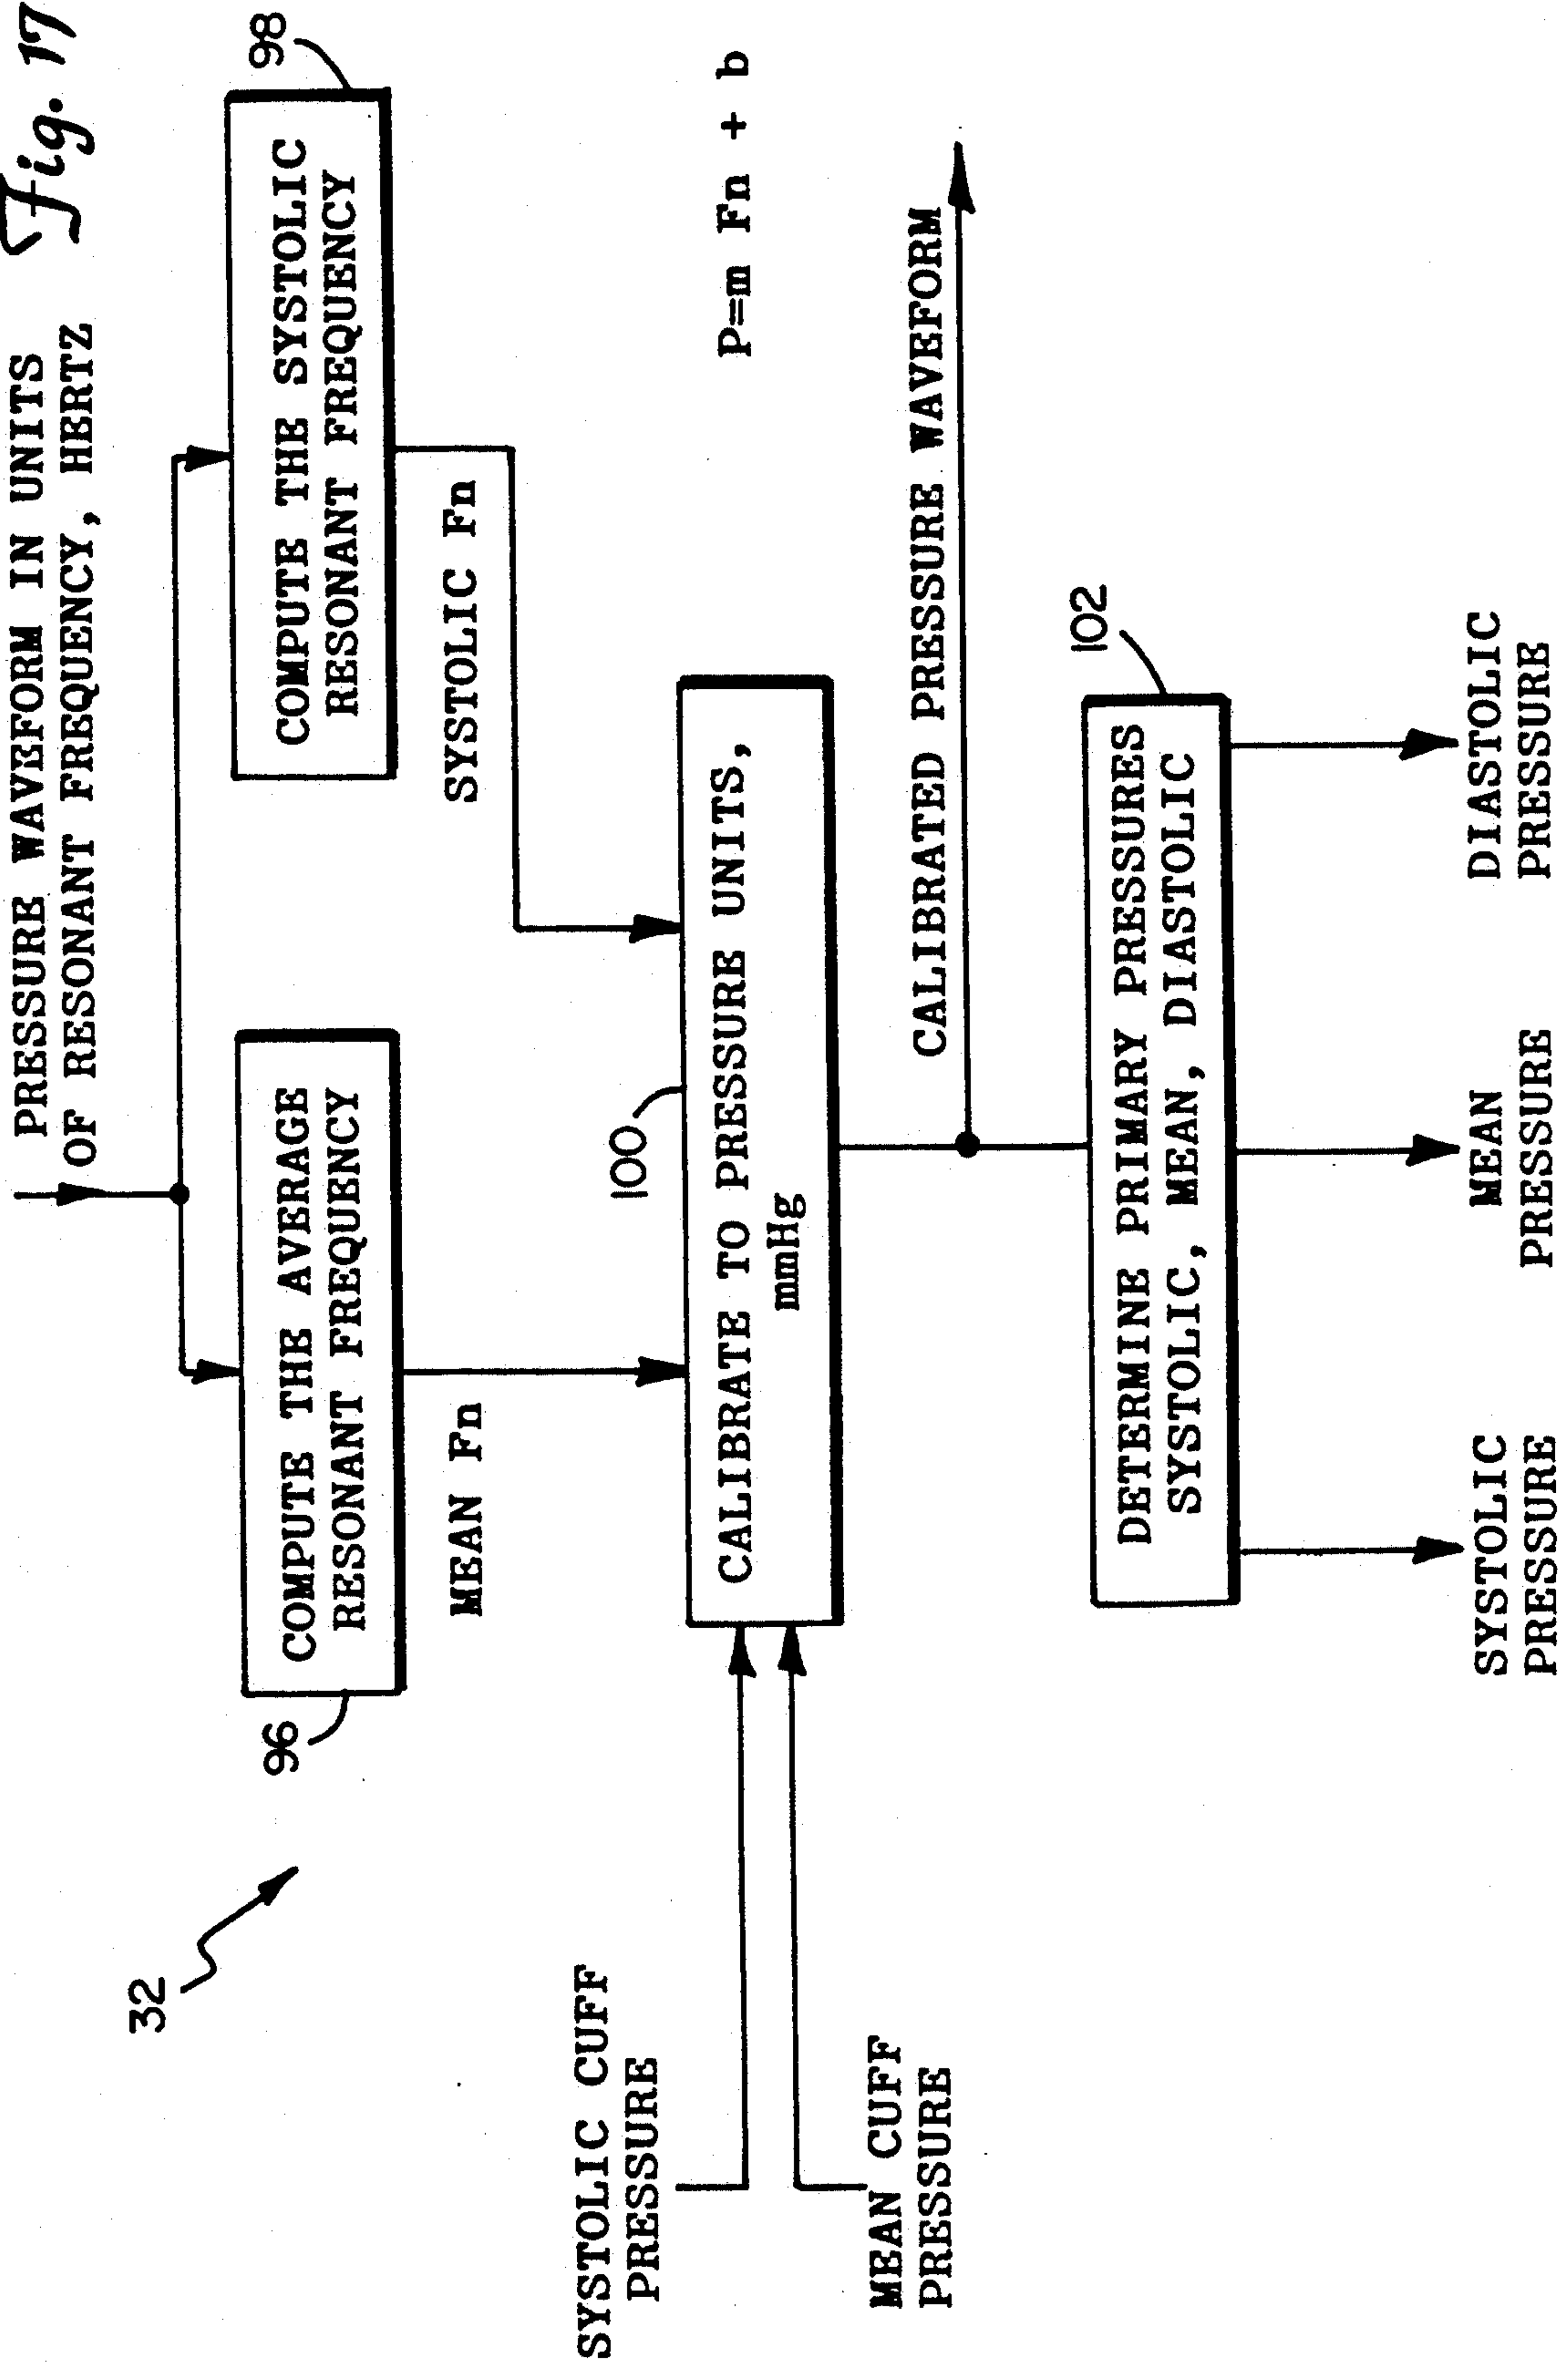 Fig. 17
PRESSURE WAVEFORM IN UNITS
OF RESONANT FREQUENCY, HERTZ
32
96
COMPUTE THE AVERAGE
RESONANT FREQUENCY
98
COMPUTE THE SYSTOLIC
RESONANT FREQUENCY
MEAN Fn
SYSTOLIC Fn
SYSTOLIC CUFF
PRESSURE
MEAN CUFF
PRESSURE
100
CALIBRATE TO PRESSURE UNITS,
mmHg
P=m Fn + b
CALIBRATED PRESSURE WAVEFORM
102
DETERMINE PRIMARY PRESSURES
SYSTOLIC, MEAN, DIASTOLIC
SYSTOLIC
PRESSURE
MEAN
PRESSURE
DIASTOLIC
PRESSURE